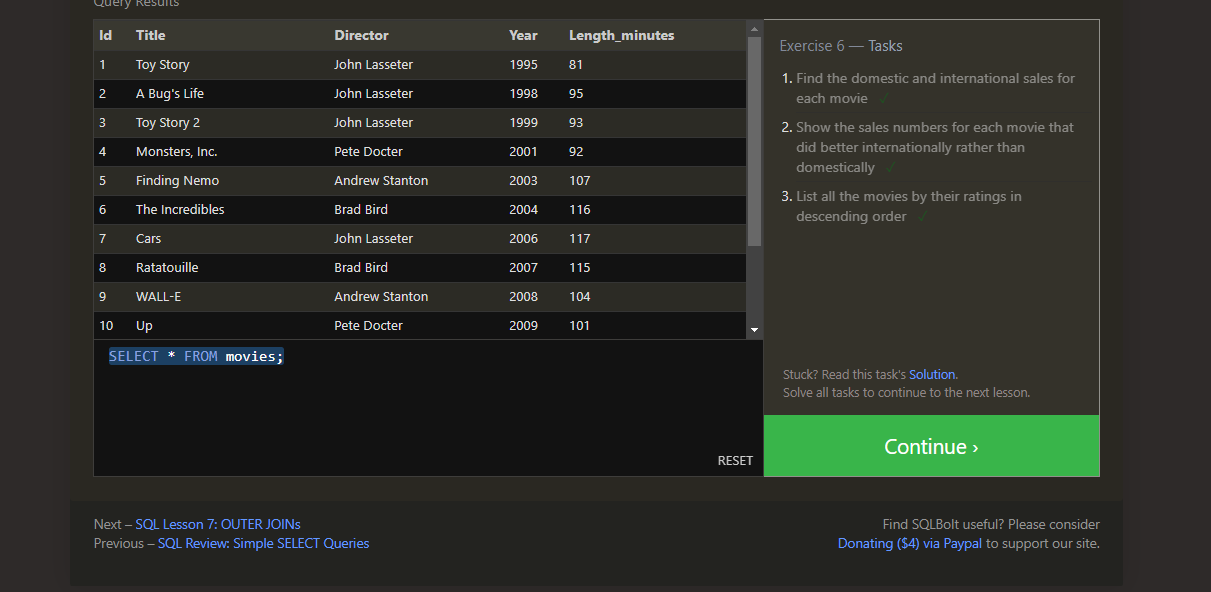 Query Results
Id Title Director Year Length_minutes
1 Toy Story John Lasseter 1995 81
2 A Bug's Life John Lasseter 1998 95
3 Toy Story 2 John Lasseter 1999 93
4 Monsters, Inc. Pete Docter 2001 92
5 Finding Nemo Andrew Stanton 2003 107
6 The Incredibles Brad Bird 2004 116
7 Cars John Lasseter 2006 117
8 Ratatouille Brad Bird 2007 115
9 WALL-E Andrew Stanton 2008 104
10 Up Pete Docter 2009 101
SELECT * FROM movies;
RESET
Exercise 6 — Tasks
1. Find the domestic and international sales for
each movie ✓
2. Show the sales numbers for each movie that
did better internationally rather than
domestically ✓
3. List all the movies by their ratings in
descending order ✓
Stuck? Read this task's Solution.
Solve all tasks to continue to the next lesson.
Continue ›
Next – SQL Lesson 7: OUTER JOINs
Previous – SQL Review: Simple SELECT Queries
Find SQLBolt useful? Please consider
Donating ($4) via Paypal to support our site.